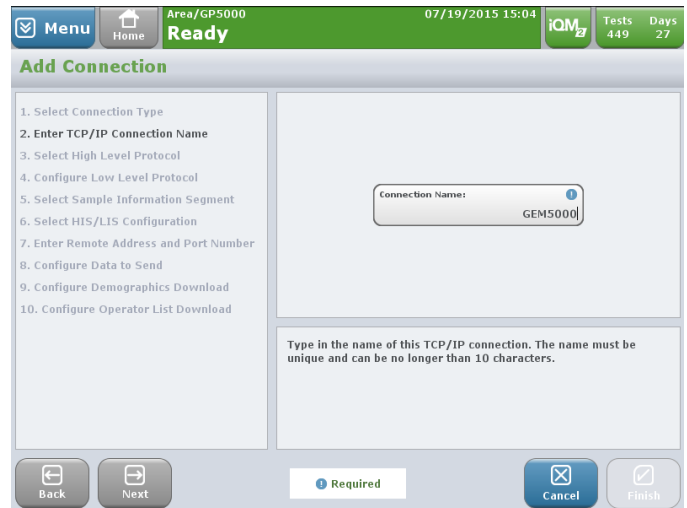 Menu
Home
Area/GP5000
07/19/2015 15:04
Ready
iQM2
Tests
449
Days
27
Add Connection
1. Select Connection Type
2. Enter TCP/IP Connection Name
3. Select High Level Protocol
4. Configure Low Level Protocol
5. Select Sample Information Segment
6. Select HIS/LIS Configuration
7. Enter Remote Address and Port Number
8. Configure Data to Send
9. Configure Demographics Download
10. Configure Operator List Download
Connection Name:
GEM5000
Type in the name of this TCP/IP connection. The name must be
unique and can be no longer than 10 characters.
Back
Next
Required
Cancel
Finish